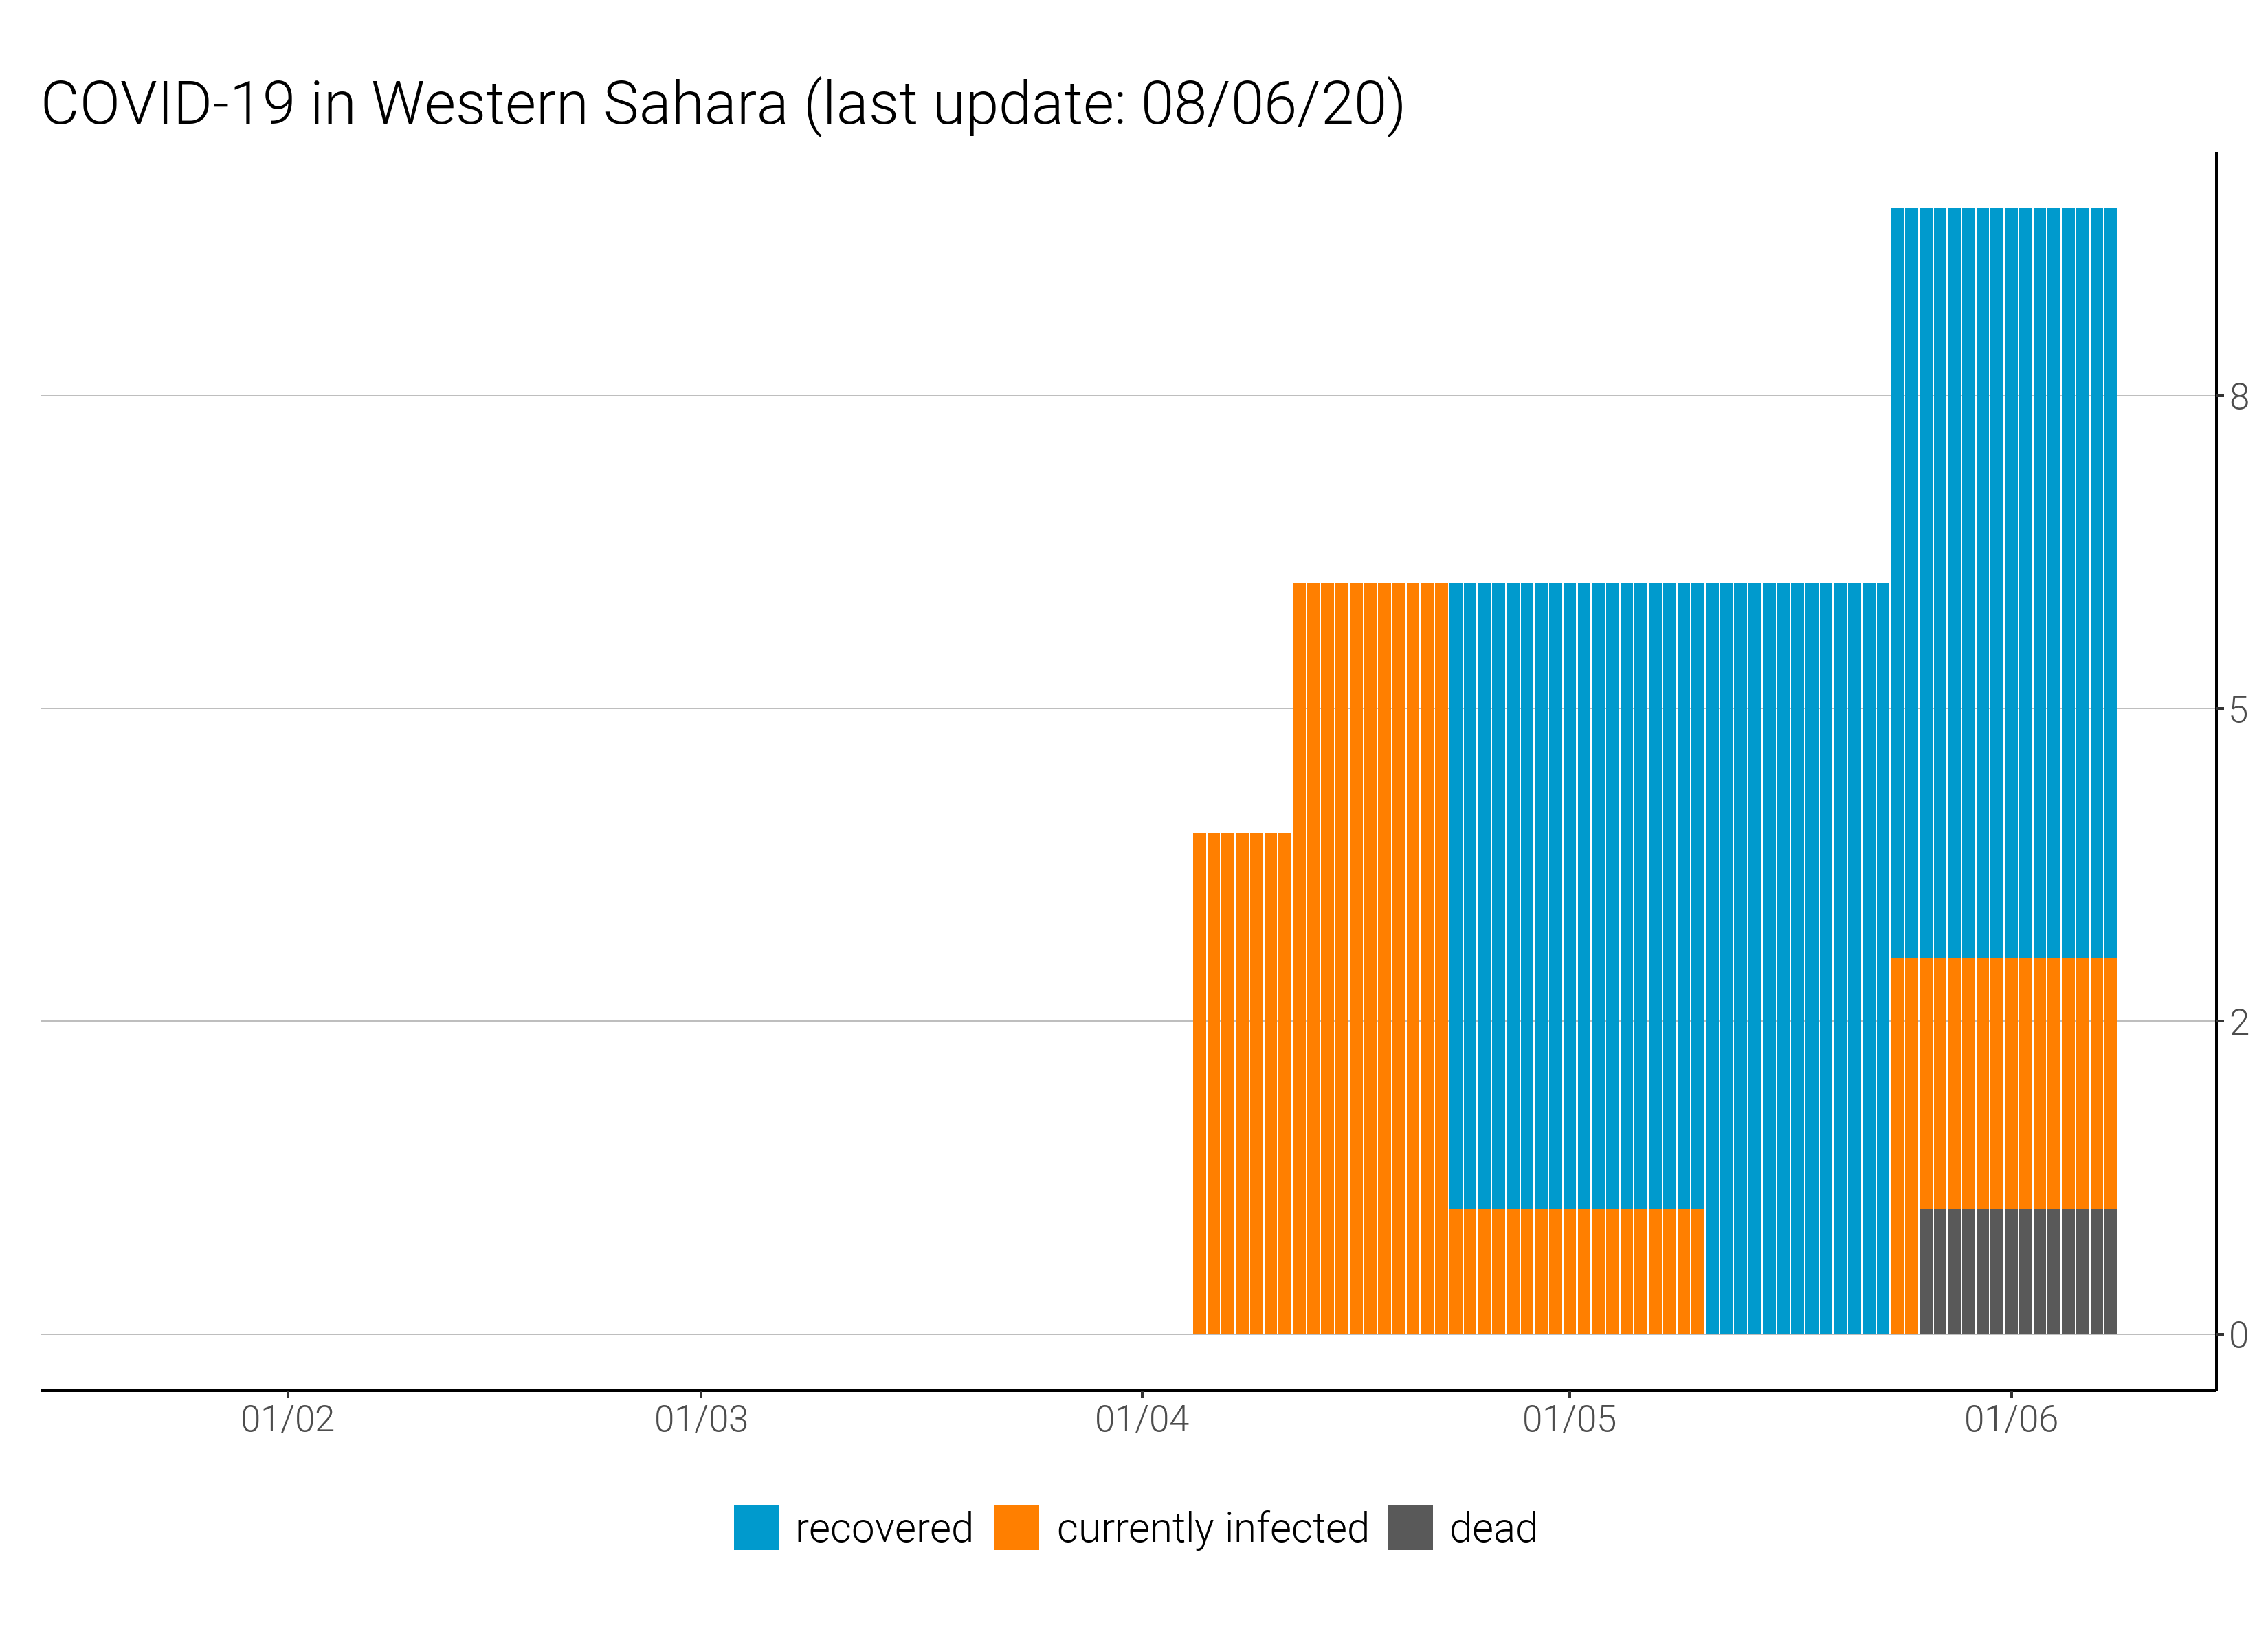 COVID-19 in Western Sahara (last update: 08/06/20)
8
5
2
0
01/02 01/03 01/04 01/05 01/06
recovered currently infected dead